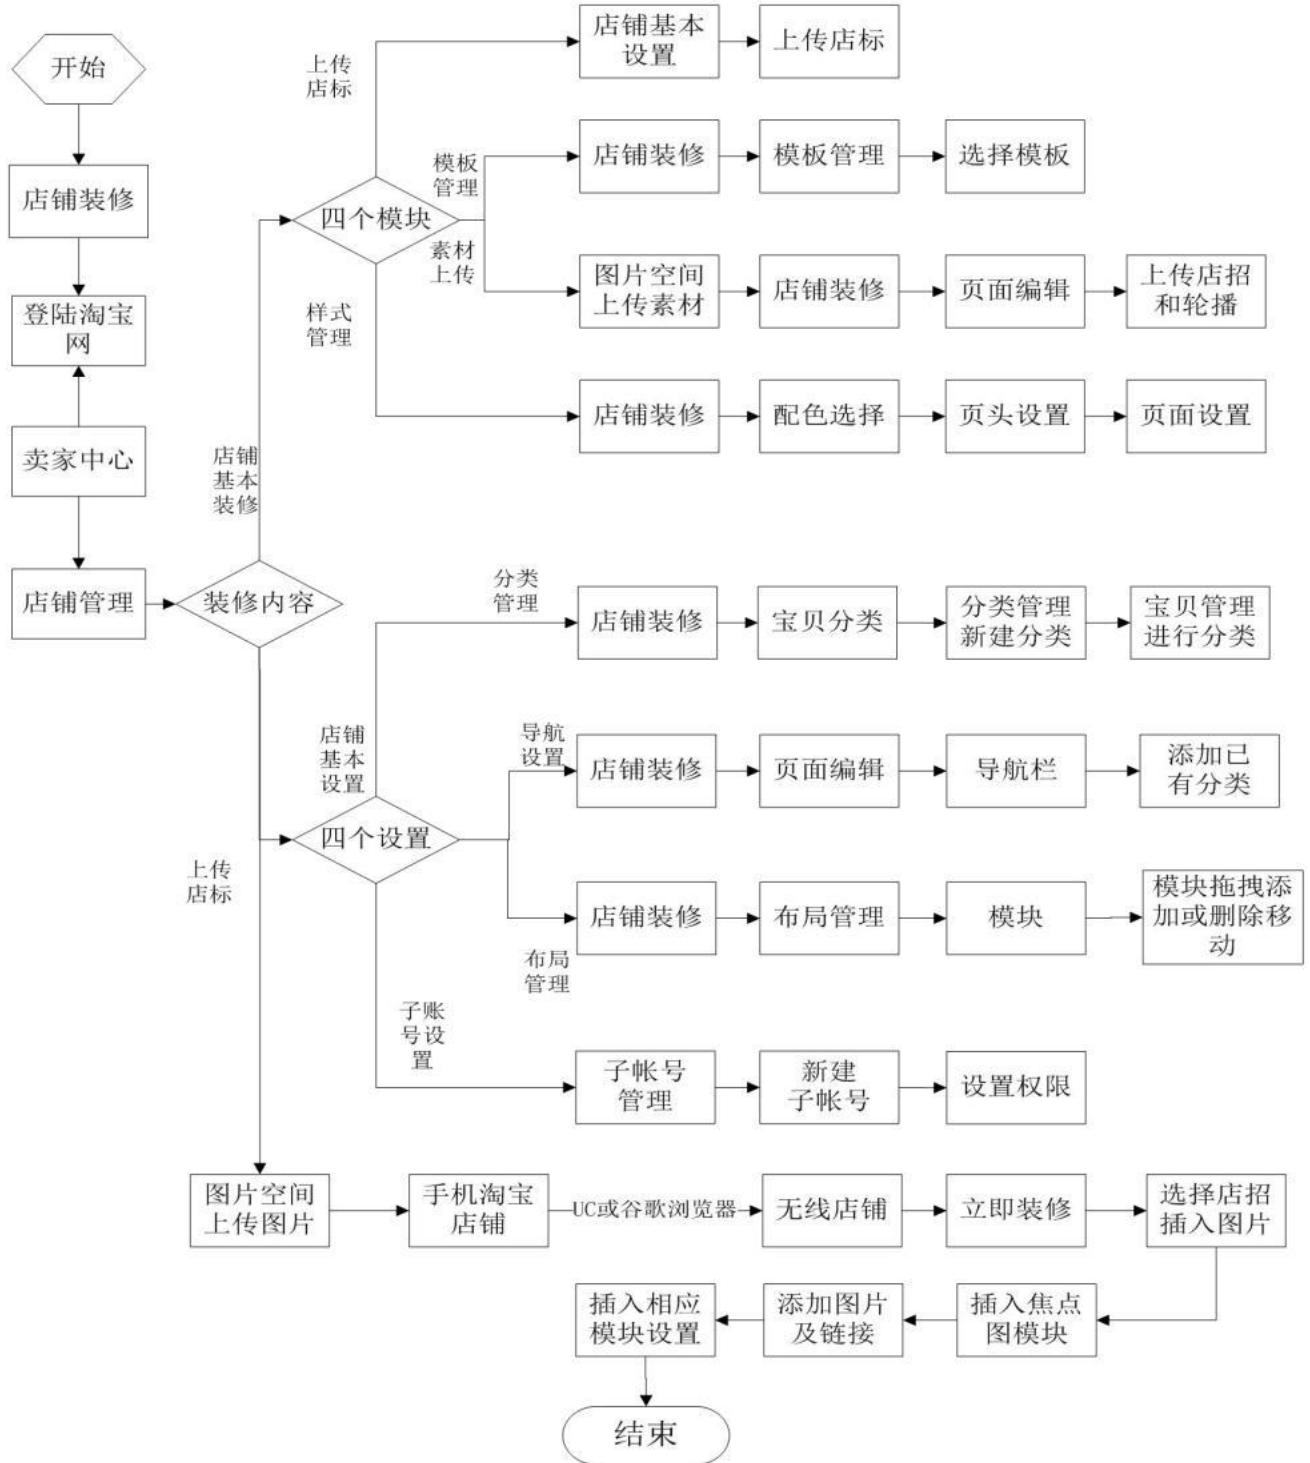 开始
店铺装修
登陆淘宝
网
卖家中心
店铺管理
装修内容
店铺
基本
装修
四个模块
上传
店标
店铺基本
设置
上传店标
模板
管理
店铺装修
模板管理
选择模板
素材
上传
图片空间
上传素材
店铺装修
页面编辑
上传店招
和轮播
样式
管理
店铺装修
配色选择
页头设置
页面设置
店铺
基本
设置
四个设置
分类
管理
店铺装修
宝贝分类
分类管理
新建分类
宝贝管理
进行分类
导航
设置
店铺装修
页面编辑
导航栏
添加已
有分类
布局
管理
店铺装修
布局管理
模块
模块拖拽添
加或删除移
动
子账
号设
置
子帐号
管理
新建
子帐号
设置权限
上传
店标
图片空间
上传图片
手机淘宝
店铺
UC或谷歌浏览器
无线店铺
立即装修
选择店招
插入图片
插入焦点
图模块
添加图片
及链接
插入相应
模块设置
结束